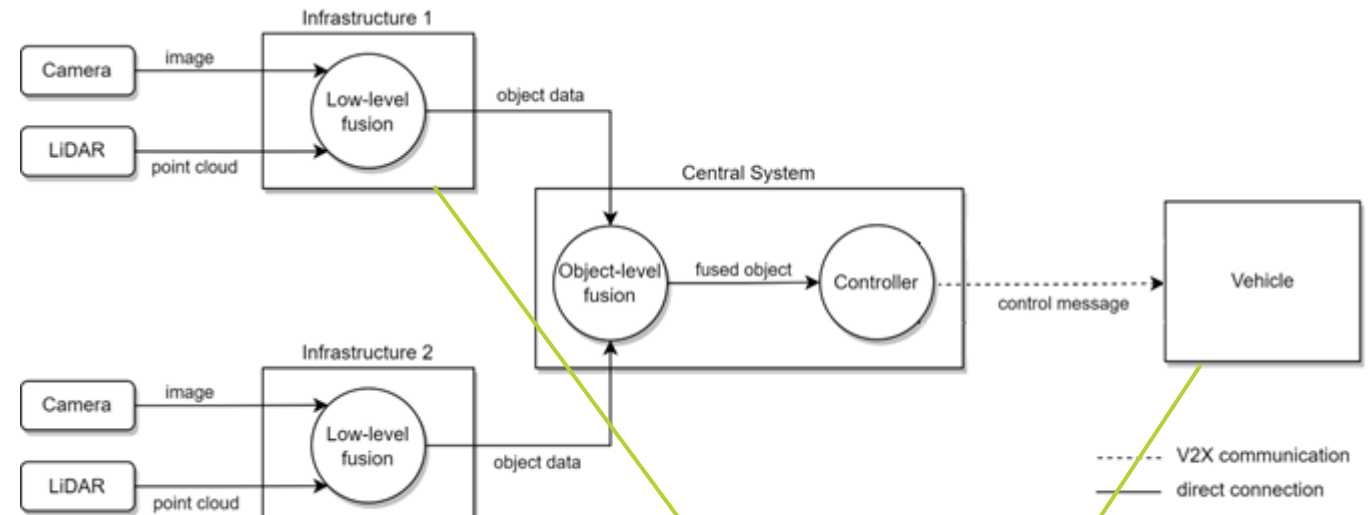 Infrastructure 1
Camera
image
Low-level
fusion
object data
LiDAR
point cloud
Central System
Object-level
fusion
fused object
Controller
control message
Vehicle
Infrastructure 2
Camera
image
Low-level
fusion
object data
LiDAR
point cloud
V2X communication
direct connection